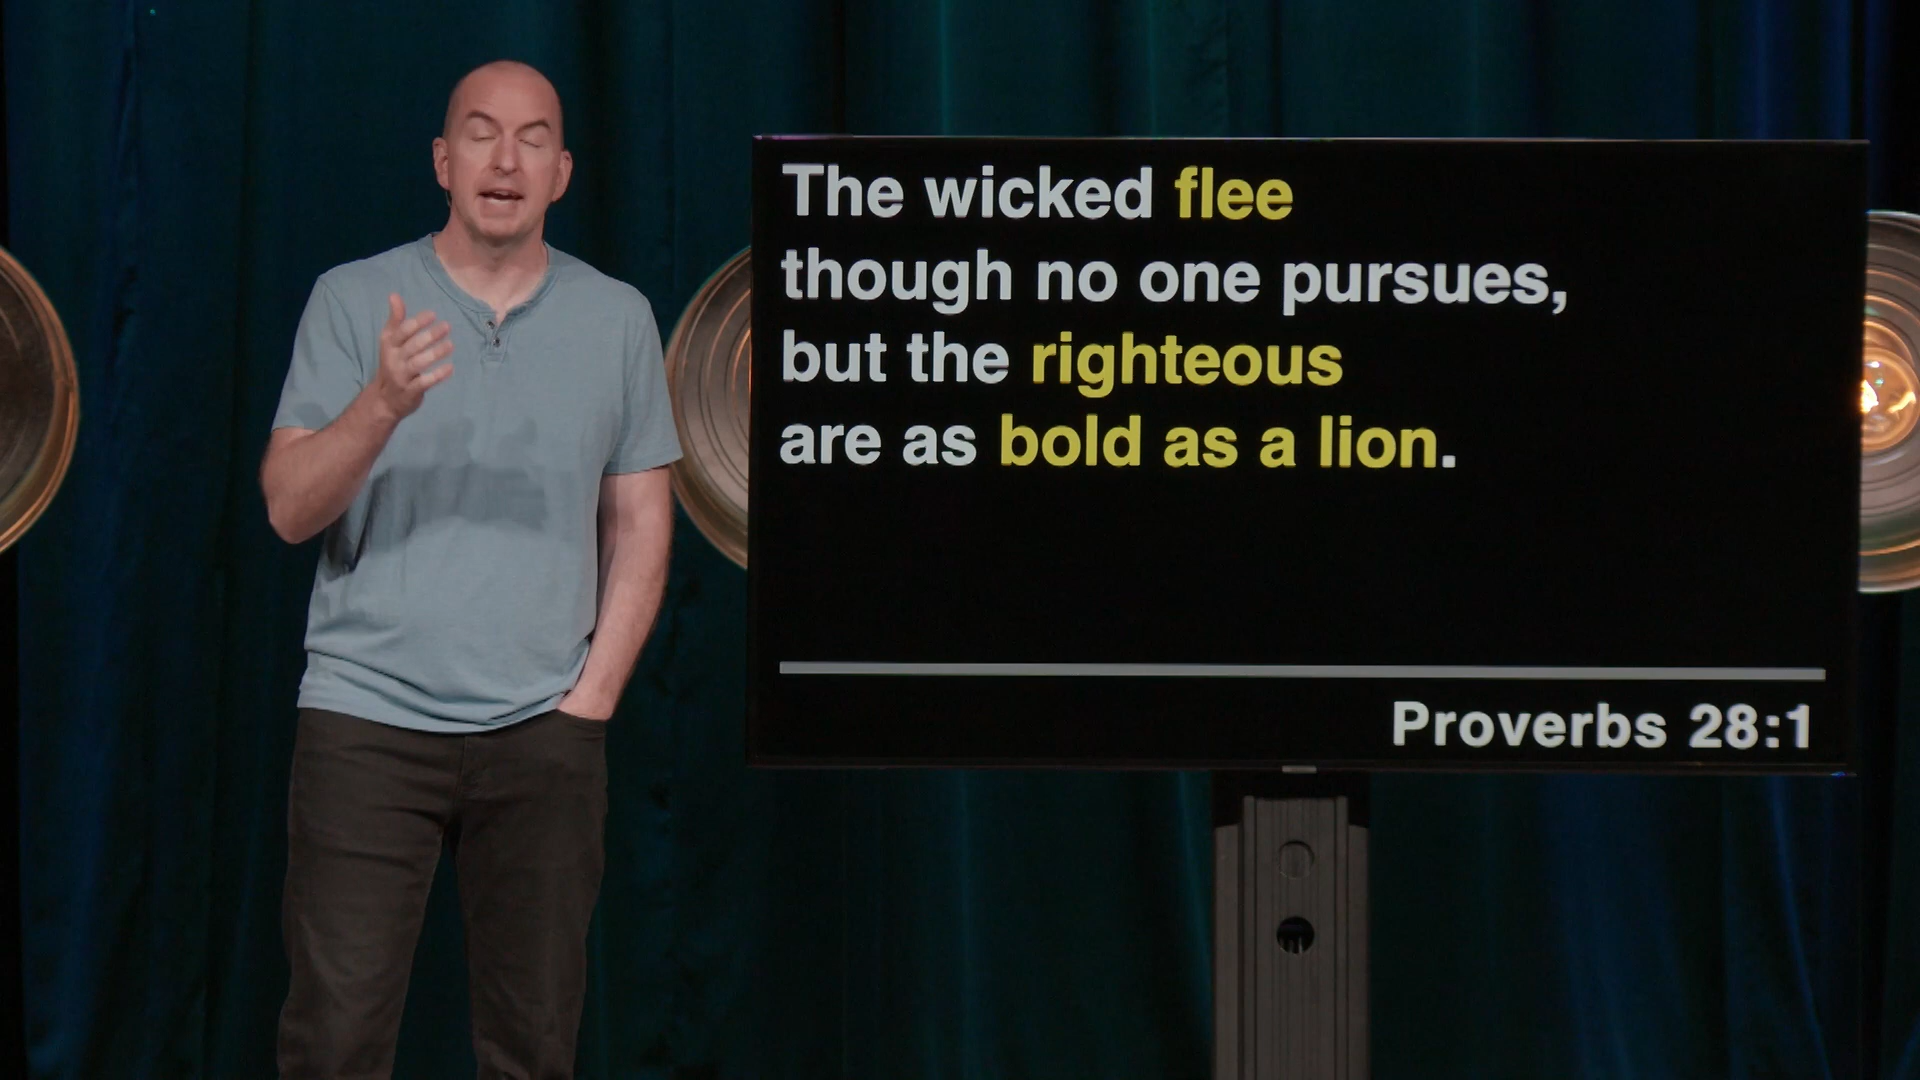 The wicked flee
though no one pursues,
but the righteous
are as bold as a lion.
Proverbs 28:1